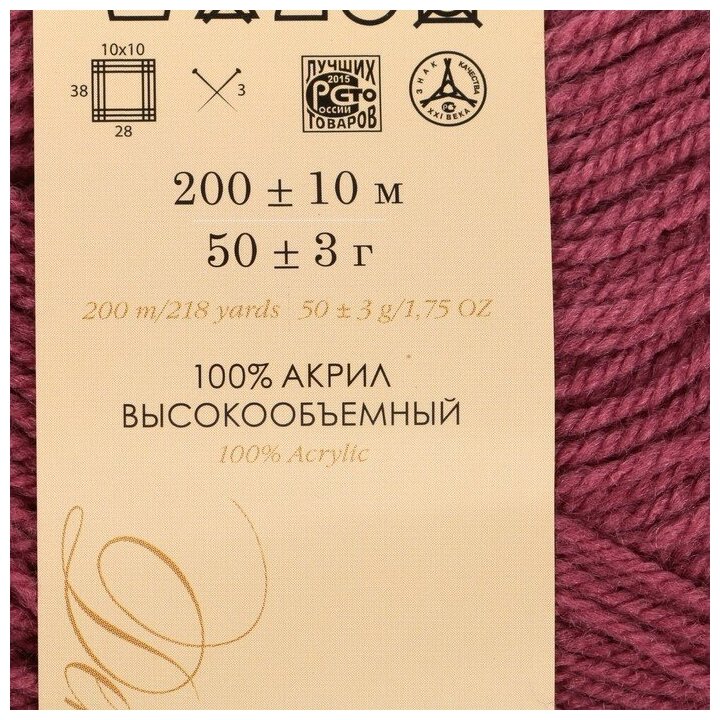 10x10
38
28
3
ЛУЧШИХ
2015
РСТО
РОССИИ
ТОВАРОВ
ЗНАК КАЧЕСТВА
XXI ВЕКА
200 ± 10 м
50 ± 3 г
200 m/218 yards 50 ± 3 g/1,75 OZ
100% АКРИЛ
ВЫСОКООБЪЕМНЫЙ
100% Acrylic